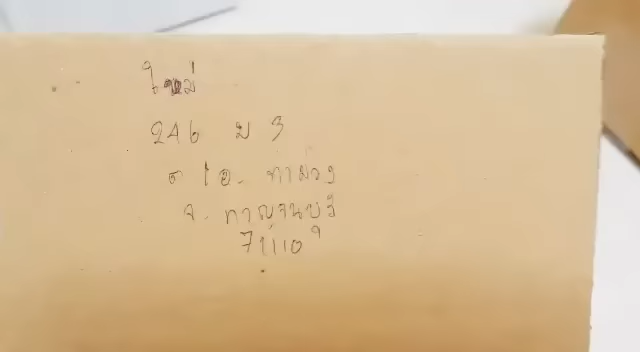 ใหม่
246 ม 3
ต / อ. ท่าม่วง
จ. กาญจนบุรี
71110